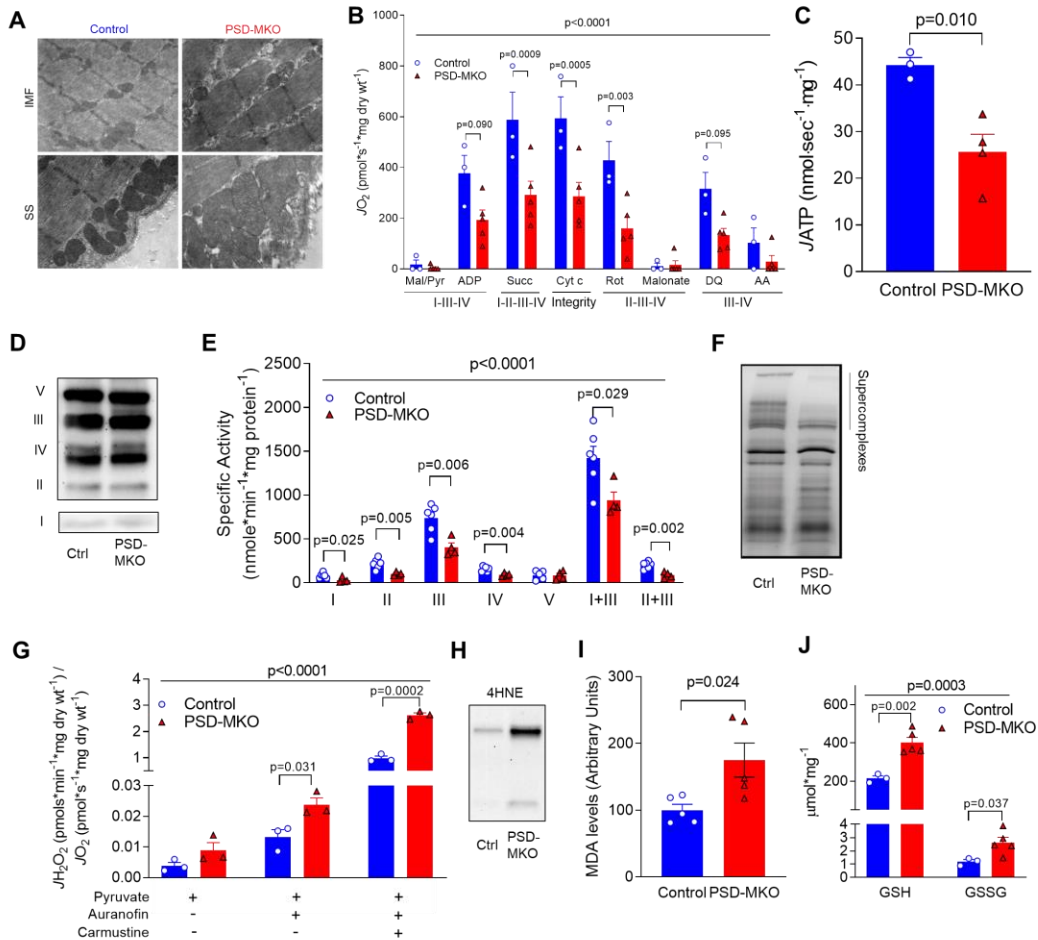 A
Control
PSD-MKO
IMF
SS
B
p<0.0001
Control
PSD-MKO
p=0.0009
p=0.0005
p=0.003
p=0.090
p=0.095
JO2 (pmol*s-1*mg dry wt-1)
800
600
400
200
0
Mal/Pyr ADP Succ Cyt c Rot Malonate DQ AA
I-III-IV I-II-III-IV Integrity II-III-IV III-IV
C
p=0.010
JATP (nmol·sec-1·mg-1)
50
40
30
20
10
0
Control PSD-MKO
D
V
III
IV
II
I
Ctrl PSD-MKO
E
p<0.0001
Control
PSD-MKO
p=0.029
p=0.006
p=0.005
p=0.004
p=0.025
p=0.002
Specific Activity
(nmole*min-1*mg protein-1)
2500
2000
1500
1000
500
0
I II III IV V I+III II+III
F
Supercomplexes
Ctrl PSD-MKO
G
p<0.0001
Control
PSD-MKO
p=0.0002
p=0.031
JH2O2 (pmols*min-1*mg dry wt-1) /
JO2 (pmol*s-1*mg dry wt-1)
4
3
2
1
0.03
0.02
0.01
0.00
Pyruvate + + +
Auranofin - + +
Carmustine - - +
H
4HNE
Ctrl PSD-MKO
I
p=0.024
MDA levels (Arbitrary Units)
300
200
100
0
Control PSD-MKO
J
p=0.0003
p=0.002
Control
PSD-MKO
p=0.037
µmol*mg-1
600
400
200
4
3
2
1
0
GSH GSSG